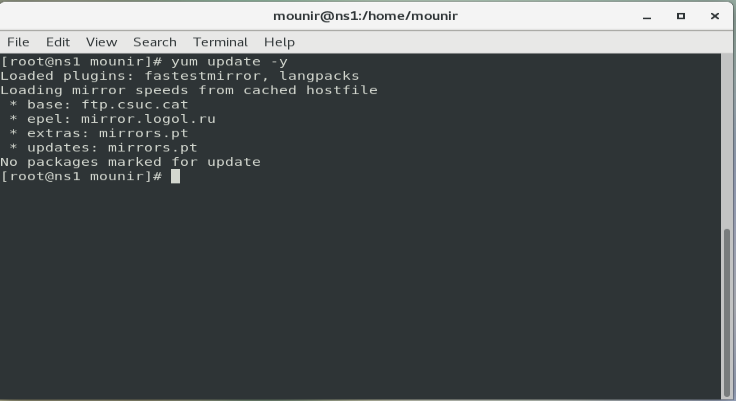 mounir@ns1:/home/mounir
File Edit View Search Terminal Help
[root@ns1 mounir]# yum update -y
Loaded plugins: fastestmirror, langpacks
Loading mirror speeds from cached hostfile
 * base: ftp.csuc.cat
 * epel: mirror.logol.ru
 * extras: mirrors.pt
 * updates: mirrors.pt
No packages marked for update
[root@ns1 mounir]#